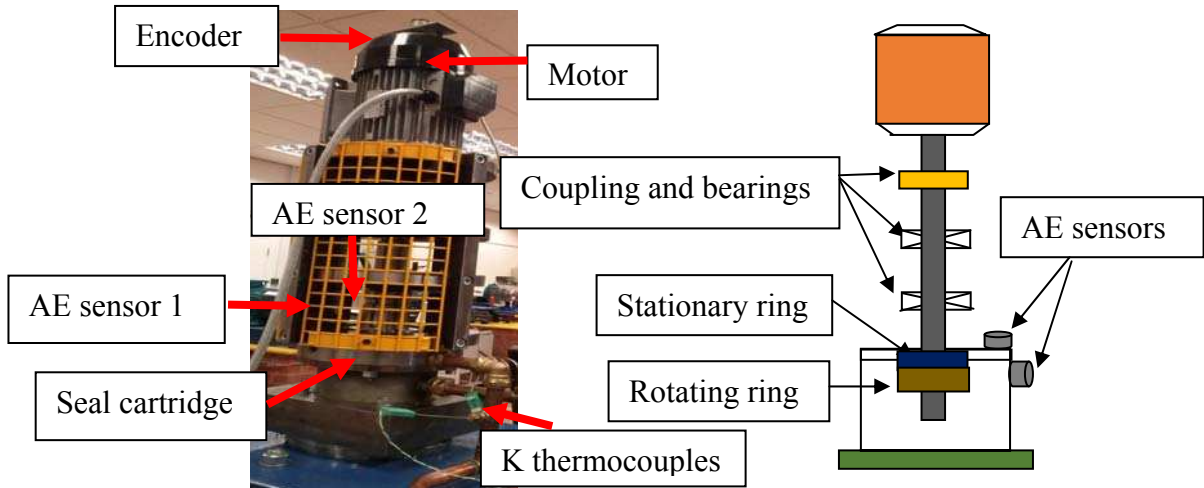 Encoder
Motor
AE sensor 2
AE sensor 1
Seal cartridge
K thermocouples
Coupling and bearings
AE sensors
Stationary ring
Rotating ring